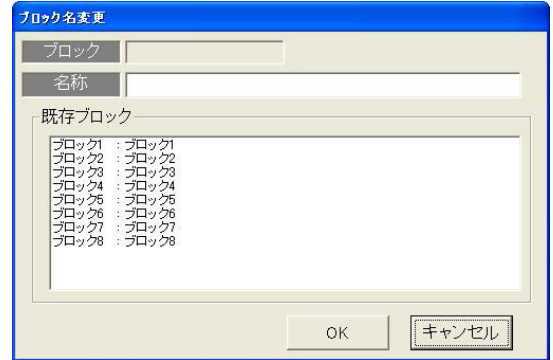 ブロック名変更
ブロック
名称
既存ブロック
ブロック1 : ブロック1
ブロック2 : ブロック2
ブロック3 : ブロック3
ブロック4 : ブロック4
ブロック5 : ブロック5
ブロック6 : ブロック6
ブロック7 : ブロック7
ブロック8 : ブロック8
OK キャンセル